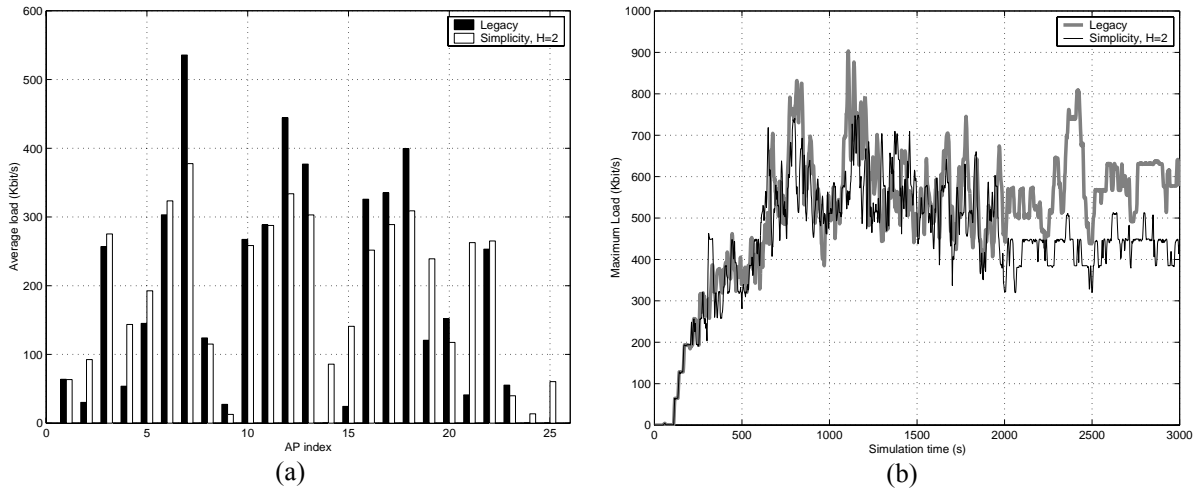 600
500
400
300
200
100
0
Average load (Kbit/s)
0 5 10 15 20 25
AP index
Legacy
Simplicity, H=2
(a)
1000
900
800
700
600
500
400
300
200
100
0
Maximum Load (Kbit/s)
0 500 1000 1500 2000 2500 3000
Simulation time (s)
Legacy
Simplicity, H=2
(b)